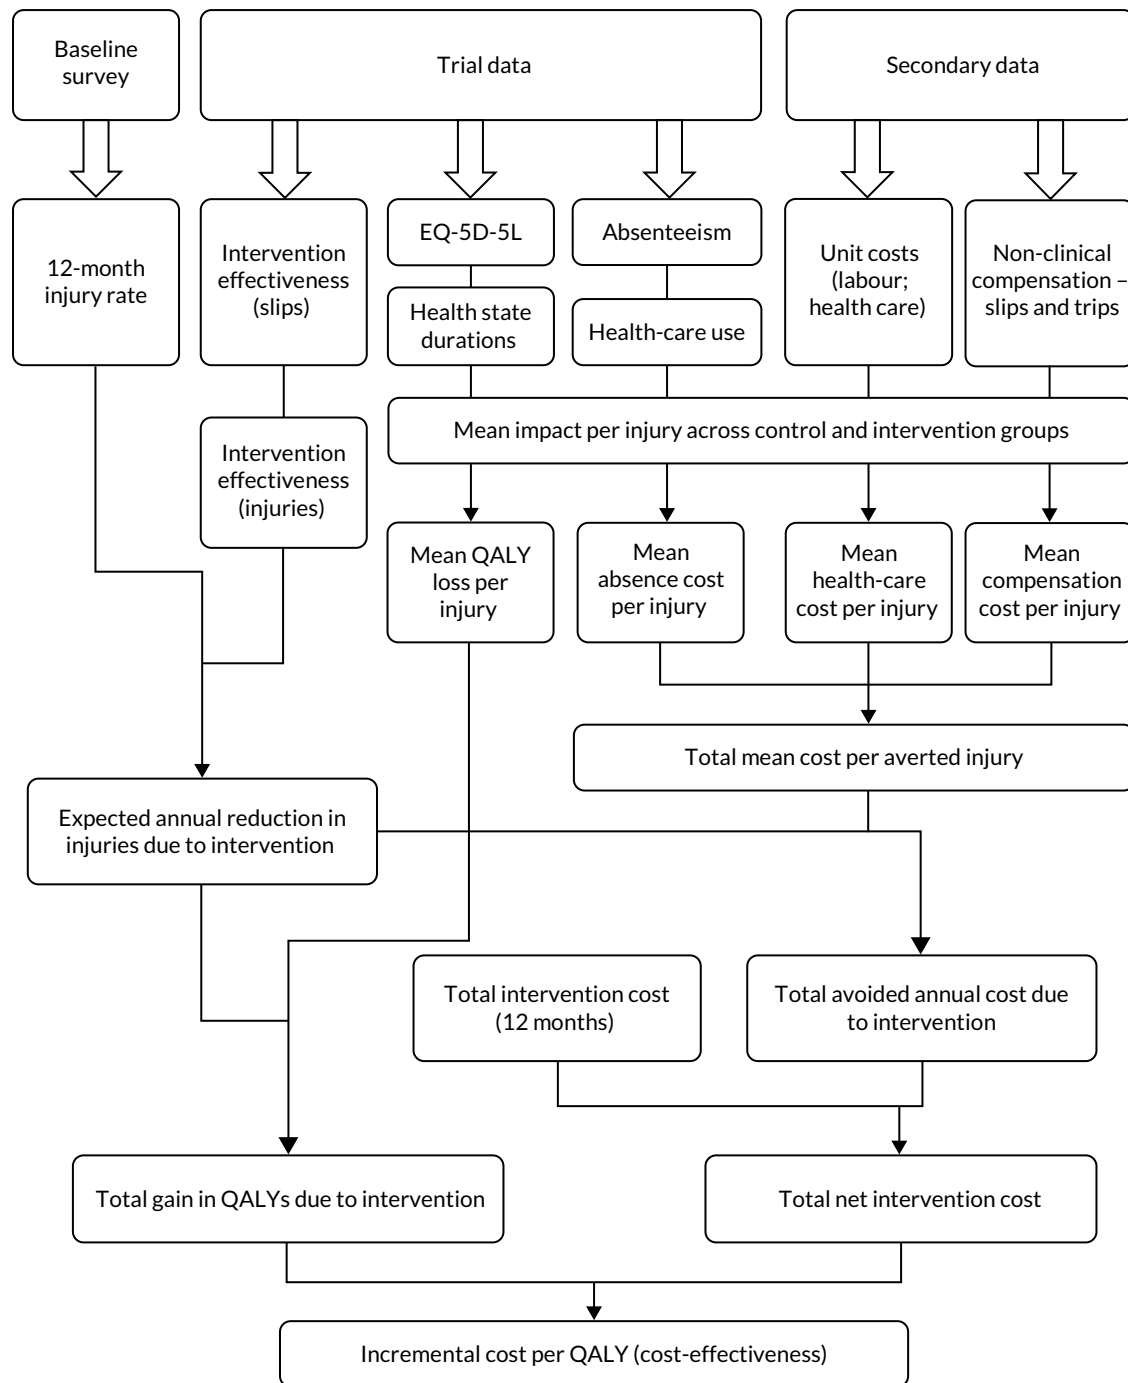 Baseline
survey
Trial data
Secondary data
12-month
injury rate
Intervention
effectiveness
(slips)
EQ-5D-5L
Absenteeism
Unit costs
(labour;
health care)
Non-clinical
compensation –
slips and trips
Health state
durations
Health-care use
Intervention
effectiveness
(injuries)
Mean impact per injury across control and intervention groups
Mean QALY
loss per
injury
Mean
absence cost
per injury
Mean
health-care
cost per injury
Mean
compensation
cost per injury
Total mean cost per averted injury
Expected annual reduction in
injuries due to intervention
Total intervention cost
(12 months)
Total avoided annual cost due
to intervention
Total gain in QALYs due to intervention
Total net intervention cost
Incremental cost per QALY (cost-effectiveness)